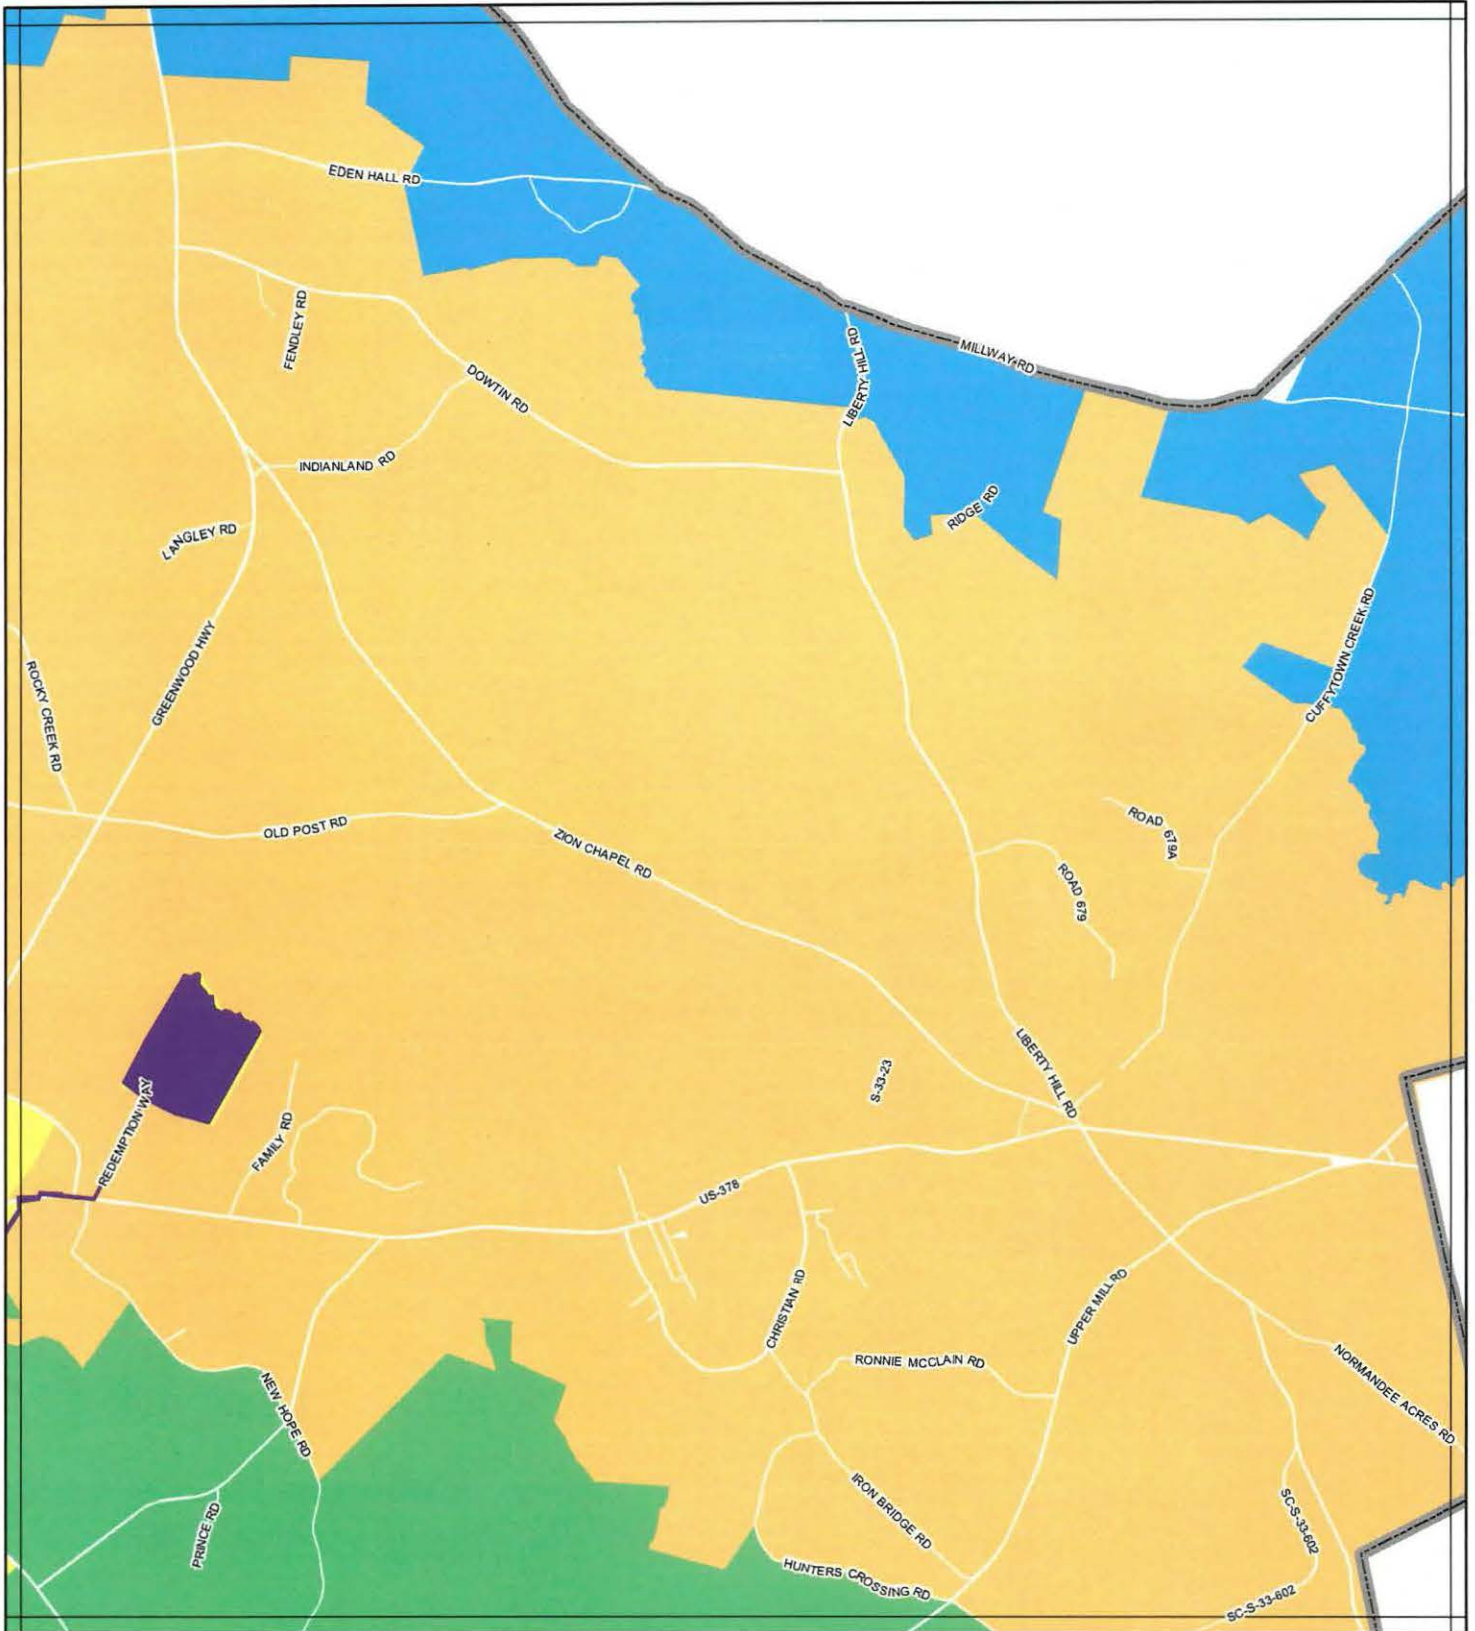 EDEN HALL RD
FENDLEY RD
LIBERTY HILL RD
MILLWAY RD
DOWTIN RD
INDIANLAND RD
RIDGE RD
LANGLEY RD
CUFFYTOWN CREEK RD
GREENWOOD HWY
ROCKY CREEK RD
OLD POST RD
ZION CHAPEL RD
ROAD 679A
ROAD 679
LIBERTY HILL RD
S-33-23
REDEMPTION WAY
FAMILY RD
US-378
CHRISTIAN RD
UPPER MILL RD
RONNIE MCCLAIN RD
NORMANDEE ACRES RD
NEW HOPE RD
IRON BRIDGE RD
PRINCE RD
SC-S-33-602
HUNTERS CROSSING RD
SC-S-33-602